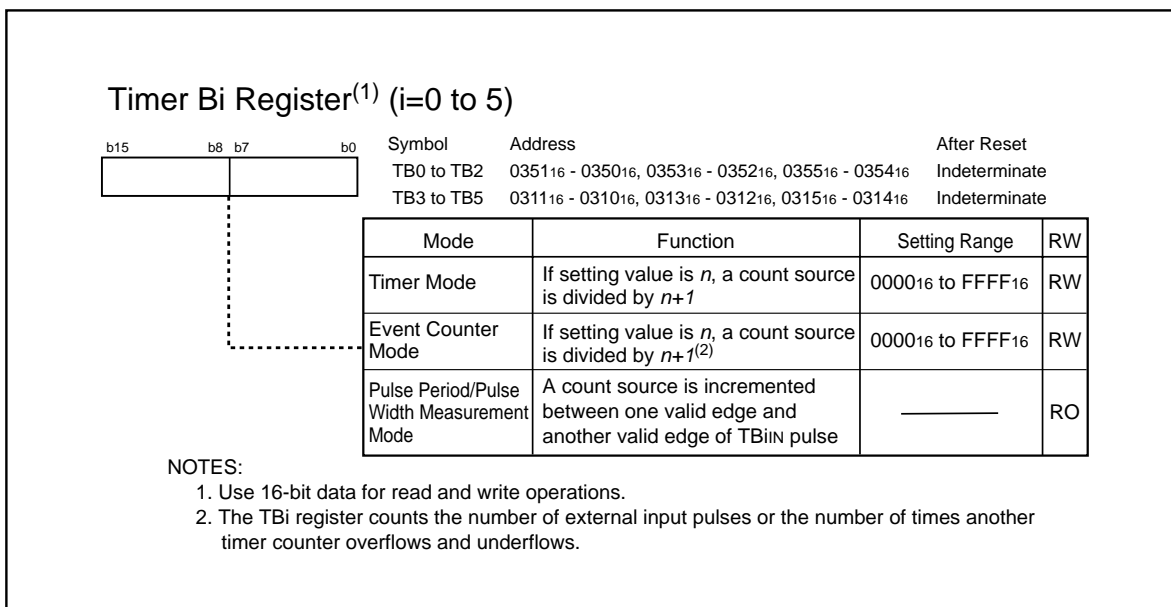 Timer Bi Register(1) (i=0 to 5)
b15 b8 b7 b0
Symbol Address After Reset
TB0 to TB2 035116 - 035016, 035316 - 035216, 035516 - 035416 Indeterminate
TB3 to TB5 031116 - 031016, 031316 - 031216, 031516 - 031416 Indeterminate
Mode Function Setting Range RW
Timer Mode If setting value is n, a count source is divided by n+1 000016 to FFFF16 RW
Event Counter Mode If setting value is n, a count source is divided by n+1(2) 000016 to FFFF16 RW
Pulse Period/Pulse Width Measurement Mode A count source is incremented between one valid edge and another valid edge of TBiIN pulse RO
NOTES:
1. Use 16-bit data for read and write operations.
2. The TBi register counts the number of external input pulses or the number of times another
timer counter overflows and underflows.